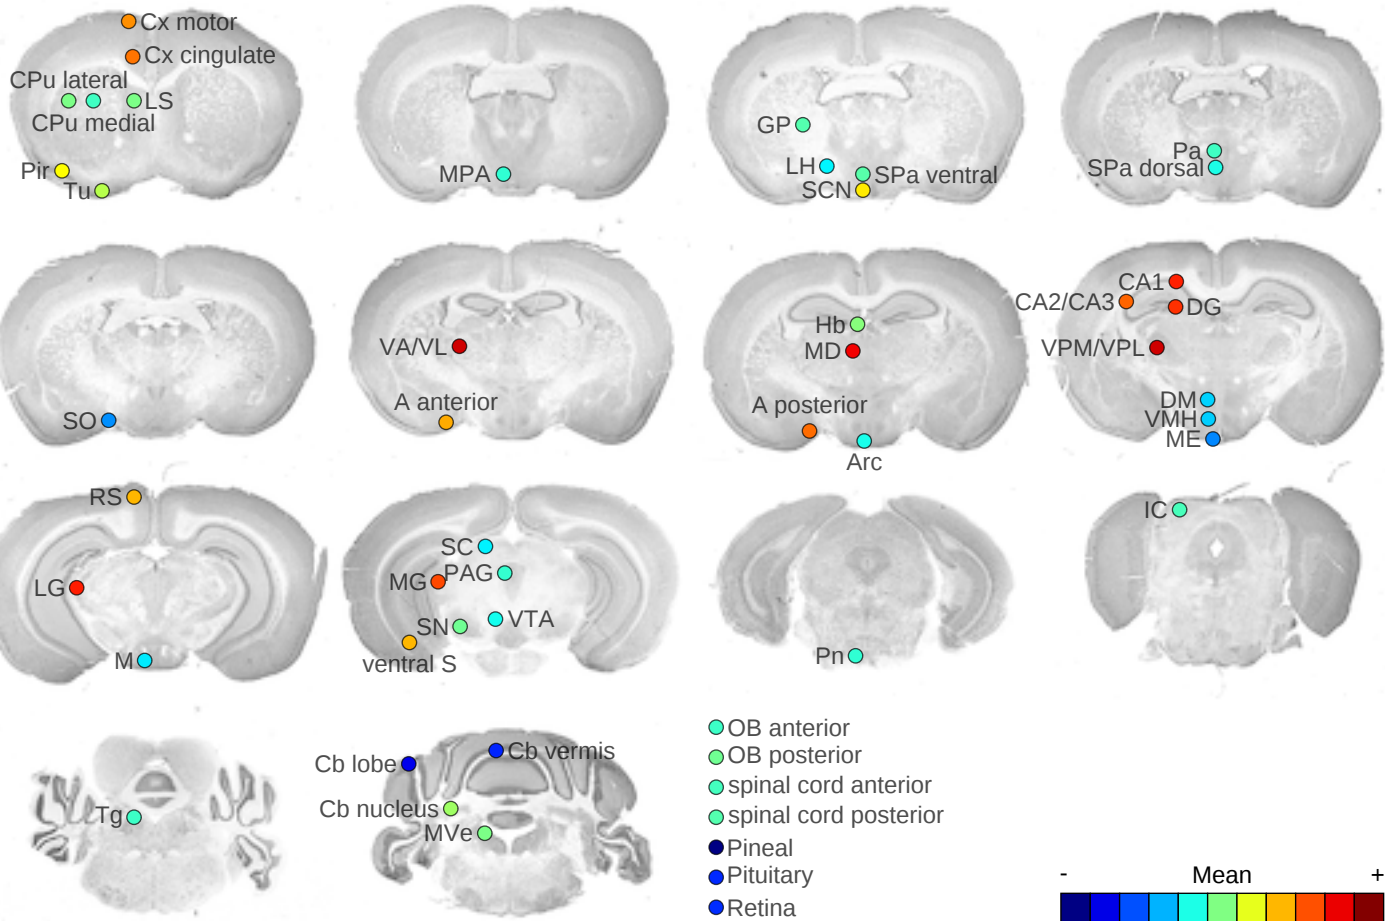 Cx motor
Cx cingulate
CPu lateral
LS
CPu medial
Pir
Tu
MPA
GP
LH
SPa ventral
SCN
Pa
SPa dorsal
SO
VA/VL
A anterior
Hb
MD
A posterior
Arc
CA1
CA2/CA3
DG
VPM/VPL
DM
VMH
ME
RS
LG
M
SC
MG
PAG
SN
VTA
ventral S
Pn
IC
Tg
Cb lobe
Cb vermis
Cb nucleus
MVe
OB anterior
OB posterior
spinal cord anterior
spinal cord posterior
Pineal
Pituitary
Retina
- Mean +